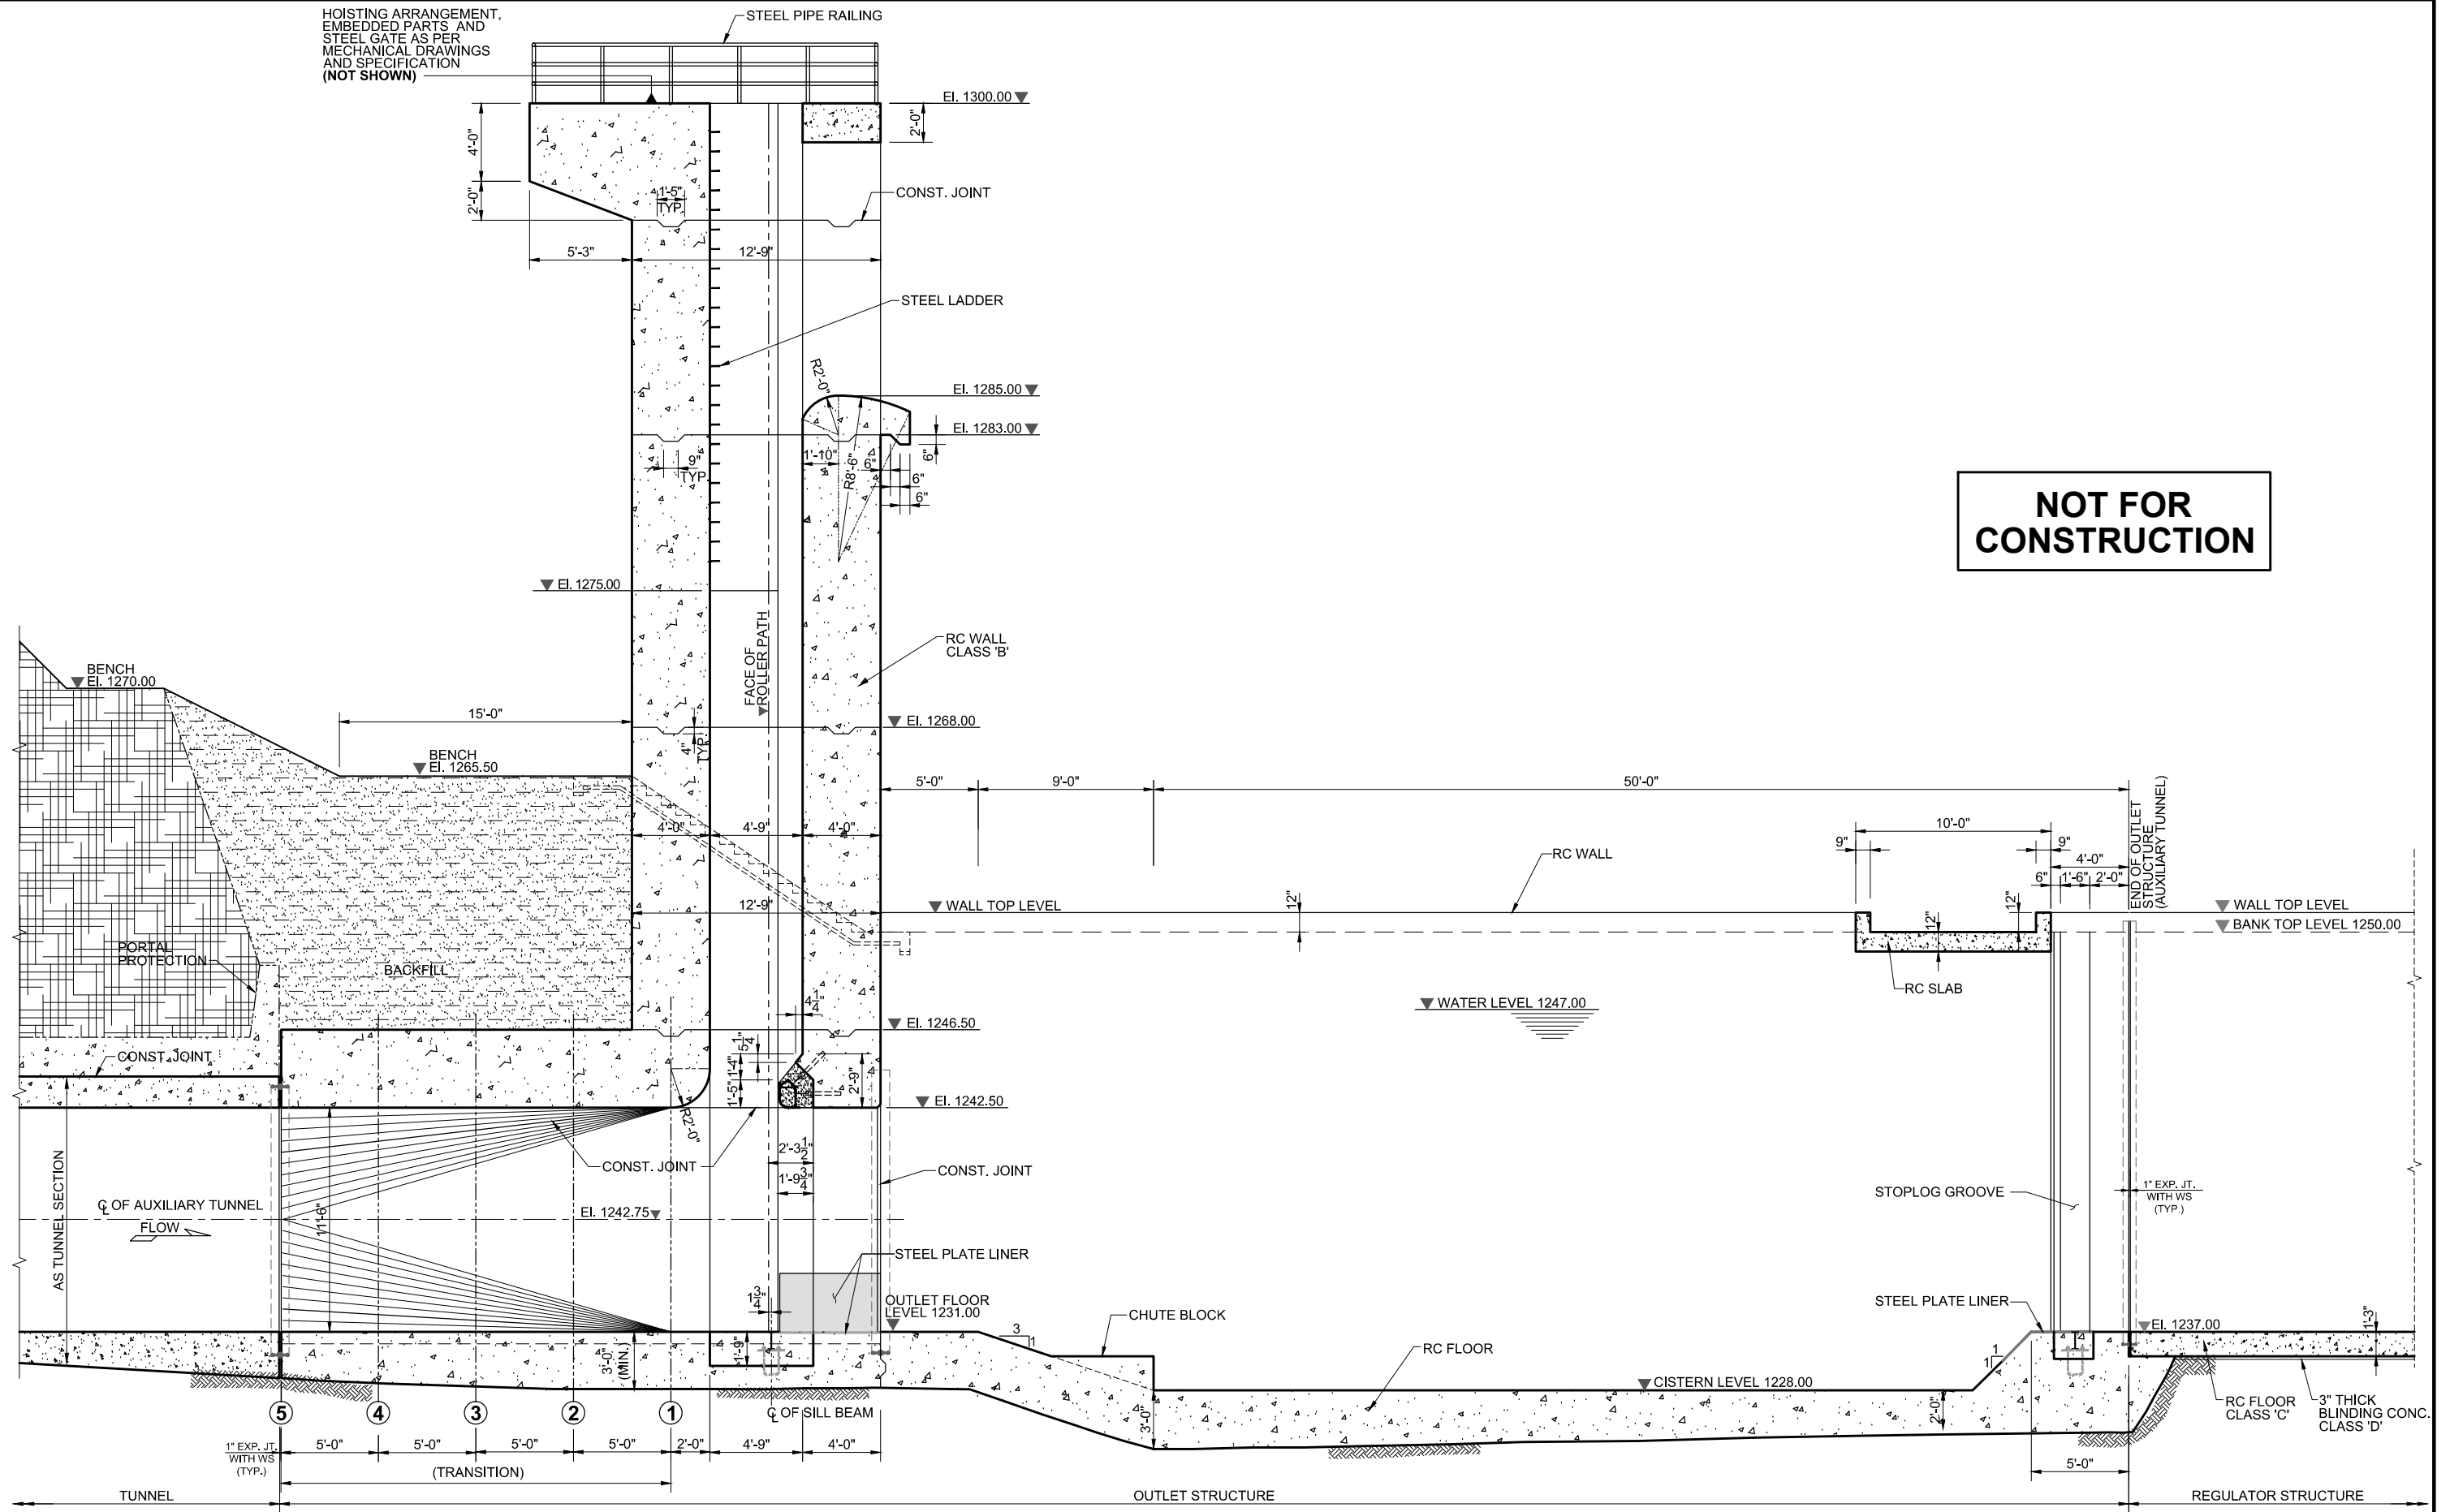 HOISTING ARRANGEMENT,
EMBEDDED PARTS AND
STEEL GATE AS PER
MECHANICAL DRAWINGS
AND SPECIFICATION
(NOT SHOWN)
STEEL PIPE RAILING
El. 1300.00
4'-0"
2'-0"
2'-0"
1'-5"
TYP.
CONST. JOINT
5'-3"
12'-9"
STEEL LADDER
R2'-0"
El. 1285.00
El. 1283.00
9"
TYP.
1'-10"
R8'-6"
6"
6"
6"
6"
NOT FOR
CONSTRUCTION
El. 1275.00
FACE OF
ROLLER PATH
RC WALL
CLASS 'B'
BENCH
El. 1270.00
15'-0"
El. 1268.00
4"
TYP.
BENCH
El. 1265.50
5'-0"
9'-0"
50'-0"
4'-0"
4'-9"
4'-0"
10'-0"
9"
9"
4'-0"
6"
1'-6"
2'-0"
END OF OUTLET
STRUCTURE
(AUXILIARY TUNNEL)
RC WALL
12'-9"
WALL TOP LEVEL
12"
12"
12"
WALL TOP LEVEL
BANK TOP LEVEL 1250.00
PORTAL
PROTECTION
BACKFILL
RC SLAB
4 1/4"
WATER LEVEL 1247.00
El. 1246.50
CONST. JOINT
5 1/4"
1'-4"
1'-5"
2'-9"
El. 1242.50
R2'-0"
2'-3 1/2"
1'-9 3/4"
CONST. JOINT
CONST. JOINT
AS TUNNEL SECTION
℄ OF AUXILIARY TUNNEL
FLOW
11'-6"
El. 1242.75
STOPLOG GROOVE
1" EXP. JT.
WITH WS
(TYP.)
STEEL PLATE LINER
1 3/4"
OUTLET FLOOR
LEVEL 1231.00
CHUTE BLOCK
STEEL PLATE LINER
El. 1237.00
1'-3"
3
1
1
1
3'-0"
(MIN.)
1'-9"
RC FLOOR
CISTERN LEVEL 1228.00
3'-0"
2'-0"
RC FLOOR
CLASS 'C'
3" THICK
BLINDING CONC.
CLASS 'D'
5
4
3
2
1
℄ OF SILL BEAM
1" EXP. JT.
WITH WS
(TYP.)
5'-0"
5'-0"
5'-0"
5'-0"
2'-0"
4'-9"
4'-0"
5'-0"
(TRANSITION)
TUNNEL
OUTLET STRUCTURE
REGULATOR STRUCTURE